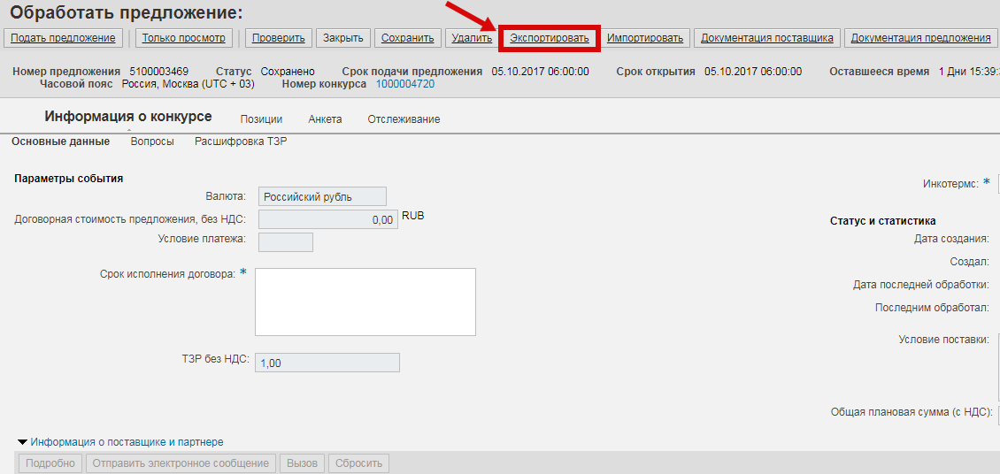 Обработать предложение:
Подать предложение Только просмотр Проверить Закрыть Сохранить Удалить Экспортировать Импортировать Документация поставщика Документация предложения
Номер предложения 5100003469 Статус Сохранено Срок подачи предложения 05.10.2017 06:00:00 Срок открытия 05.10.2017 06:00:00 Оставшееся время 1 Дни 15:39:
Часовой пояс Россия, Москва (UTC + 03) Номер конкурса 1000004720
Информация о конкурсе Позиции Анкета Отслеживание
Основные данные Вопросы Расшифровка ТЗР
Параметры события
Валюта: Российский рубль
Договорная стоимость предложения, без НДС: 0,00 RUB
Условие платежа:
Срок исполнения договора: *
ТЗР без НДС: 1,00
Инкотермс: *
Статус и статистика
Дата создания:
Создал:
Дата последней обработки:
Последним обработал:
Условие поставки:
Общая плановая сумма (с НДС):
Информация о поставщике и партнере
Подробно Отправить электронное сообщение Вызов Сбросить